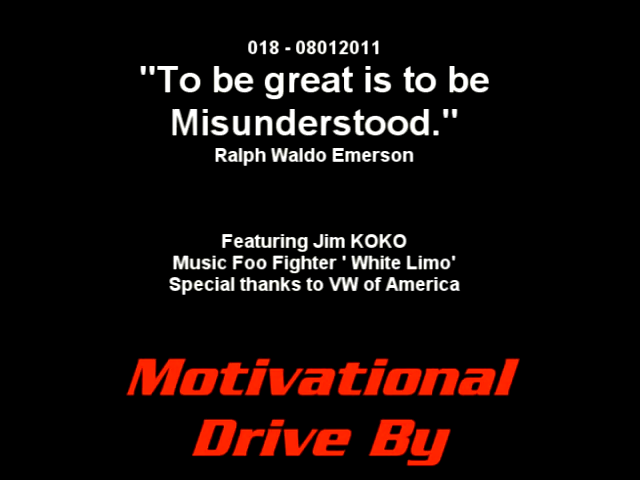 018 - 08012011
"To be great is to be
Misunderstood."
Ralph Waldo Emerson
Featuring Jim KOKO
Music Foo Fighter ' White Limo'
Special thanks to VW of America
Motivational
Drive By